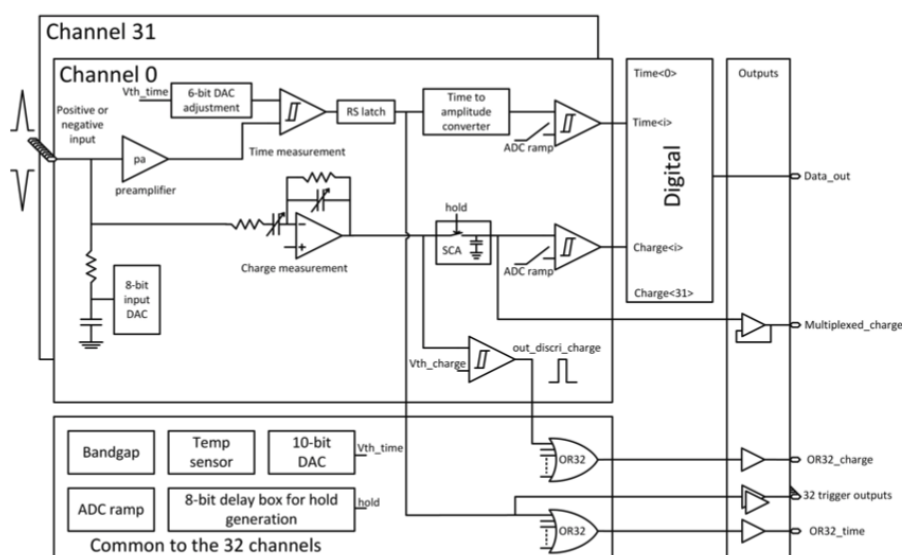 Channel 31
Channel 0
Positive or
negative
input
Vth_time
6-bit DAC
adjustment
RS latch
Time to
amplitude
converter
pa
preamplifier
Time measurement
ADC ramp
Time<0>
Time<i>
Digital
Charge<i>
Charge<31>
Outputs
Data_out
Multiplexed_charge
hold
SCA
ADC ramp
Charge measurement
8-bit
input
DAC
Vth_charge
out_discri_charge
Bandgap
Temp
sensor
10-bit
DAC
Vth_time
ADC ramp
8-bit delay box for hold
generation
hold
Common to the 32 channels
OR32
OR32
OR32_charge
32 trigger outputs
OR32_time